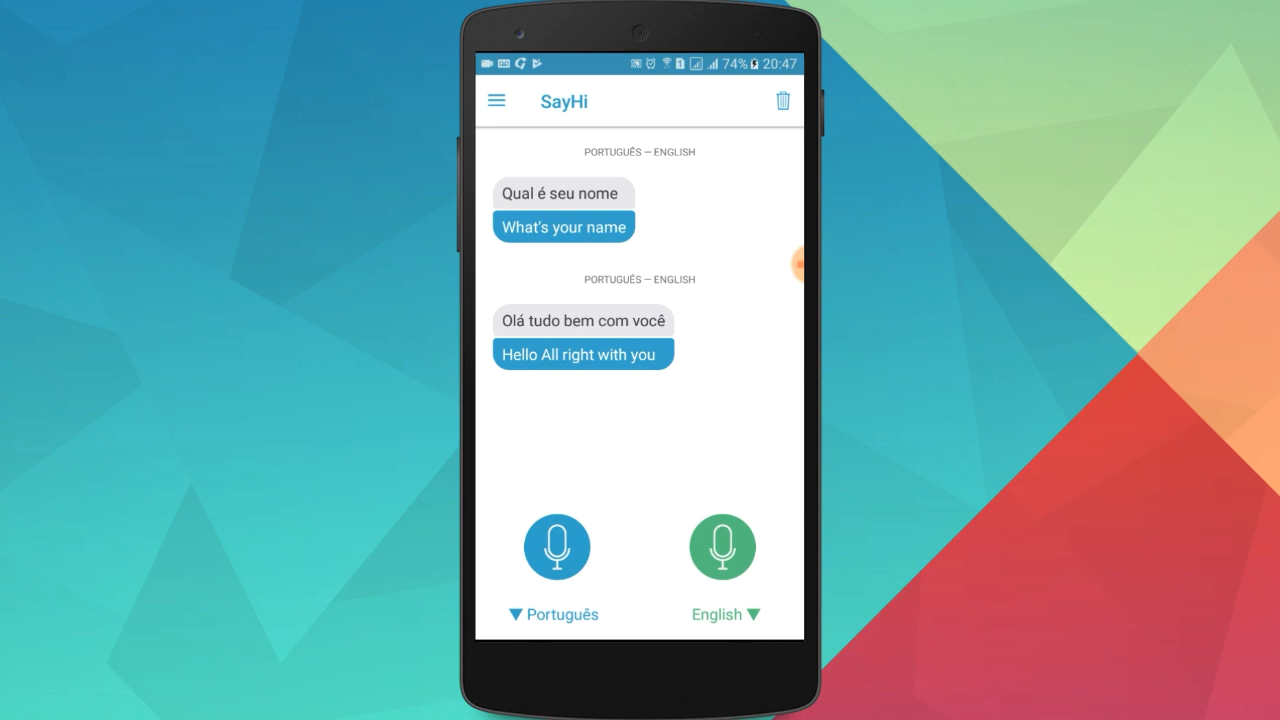 74% 20:47
SayHi
PORTUGUÊS – ENGLISH
Qual é seu nome
What's your name
PORTUGUÊS – ENGLISH
Olá tudo bem com você
Hello All right with you
▼ Português
English ▼